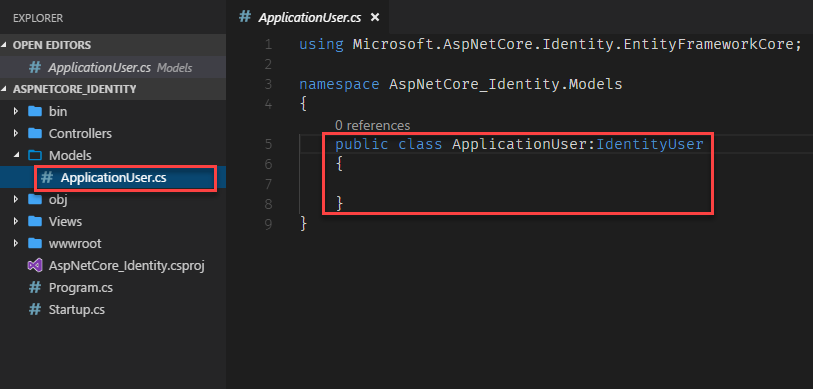 EXPLORER
OPEN EDITORS
# ApplicationUser.cs Models
ASPNETCORE_IDENTITY
bin
Controllers
Models
# ApplicationUser.cs
obj
Views
wwwroot
AspNetCore_Identity.csproj
# Program.cs
# Startup.cs
# ApplicationUser.cs ×
1 using Microsoft.AspNetCore.Identity.EntityFrameworkCore;
2
3 namespace AspNetCore_Identity.Models
4 {
0 references
5 public class ApplicationUser:IdentityUser
6 {
7
8 }
9 }